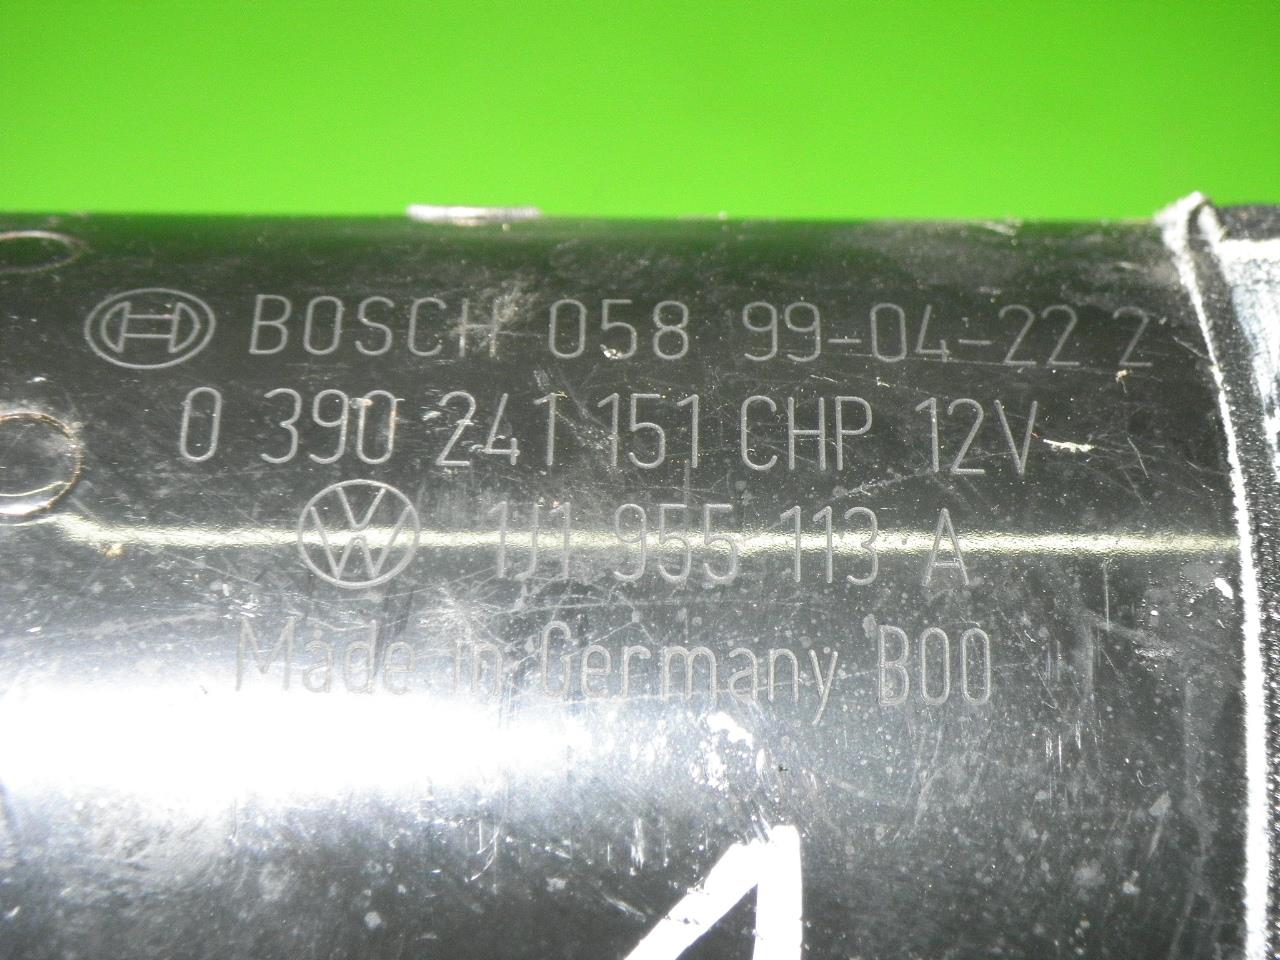 BOSCH 058 99-04-22 2
0 390 241 151 CHP 12V
VW 1J1 955 113 A
Made in Germany B00